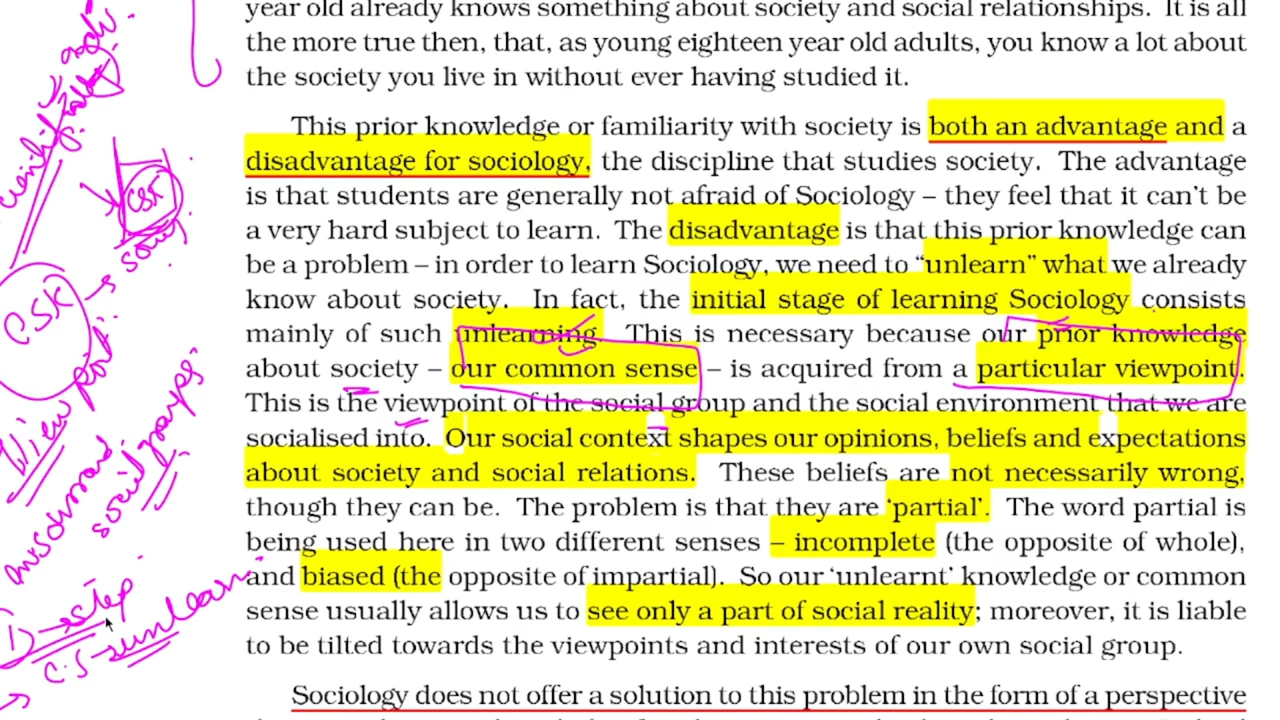 year old already knows something about society and social relationships. It is all
the more true then, that, as young eighteen year old adults, you know a lot about
the society you live in without ever having studied it.
This prior knowledge or familiarity with society is both an advantage and a
disadvantage for sociology, the discipline that studies society. The advantage
is that students are generally not afraid of Sociology – they feel that it can't be
a very hard subject to learn. The disadvantage is that this prior knowledge can
be a problem – in order to learn Sociology, we need to “unlearn” what we already
know about society. In fact, the initial stage of learning Sociology consists
mainly of such unlearning. This is necessary because our prior knowledge
about society – our common sense – is acquired from a particular viewpoint.
This is the viewpoint of the social group and the social environment that we are
socialised into. Our social context shapes our opinions, beliefs and expectations
about society and social relations. These beliefs are not necessarily wrong,
though they can be. The problem is that they are ‘partial’. The word partial is
being used here in two different senses – incomplete (the opposite of whole),
and biased (the opposite of impartial). So our ‘unlearnt’ knowledge or common
sense usually allows us to see only a part of social reality; moreover, it is liable
to be tilted towards the viewpoints and interests of our own social group.
Sociology does not offer a solution to this problem in the form of a perspective
CSK
society.
CSK
View point.
social groups
1) → step
C.S → unlearn